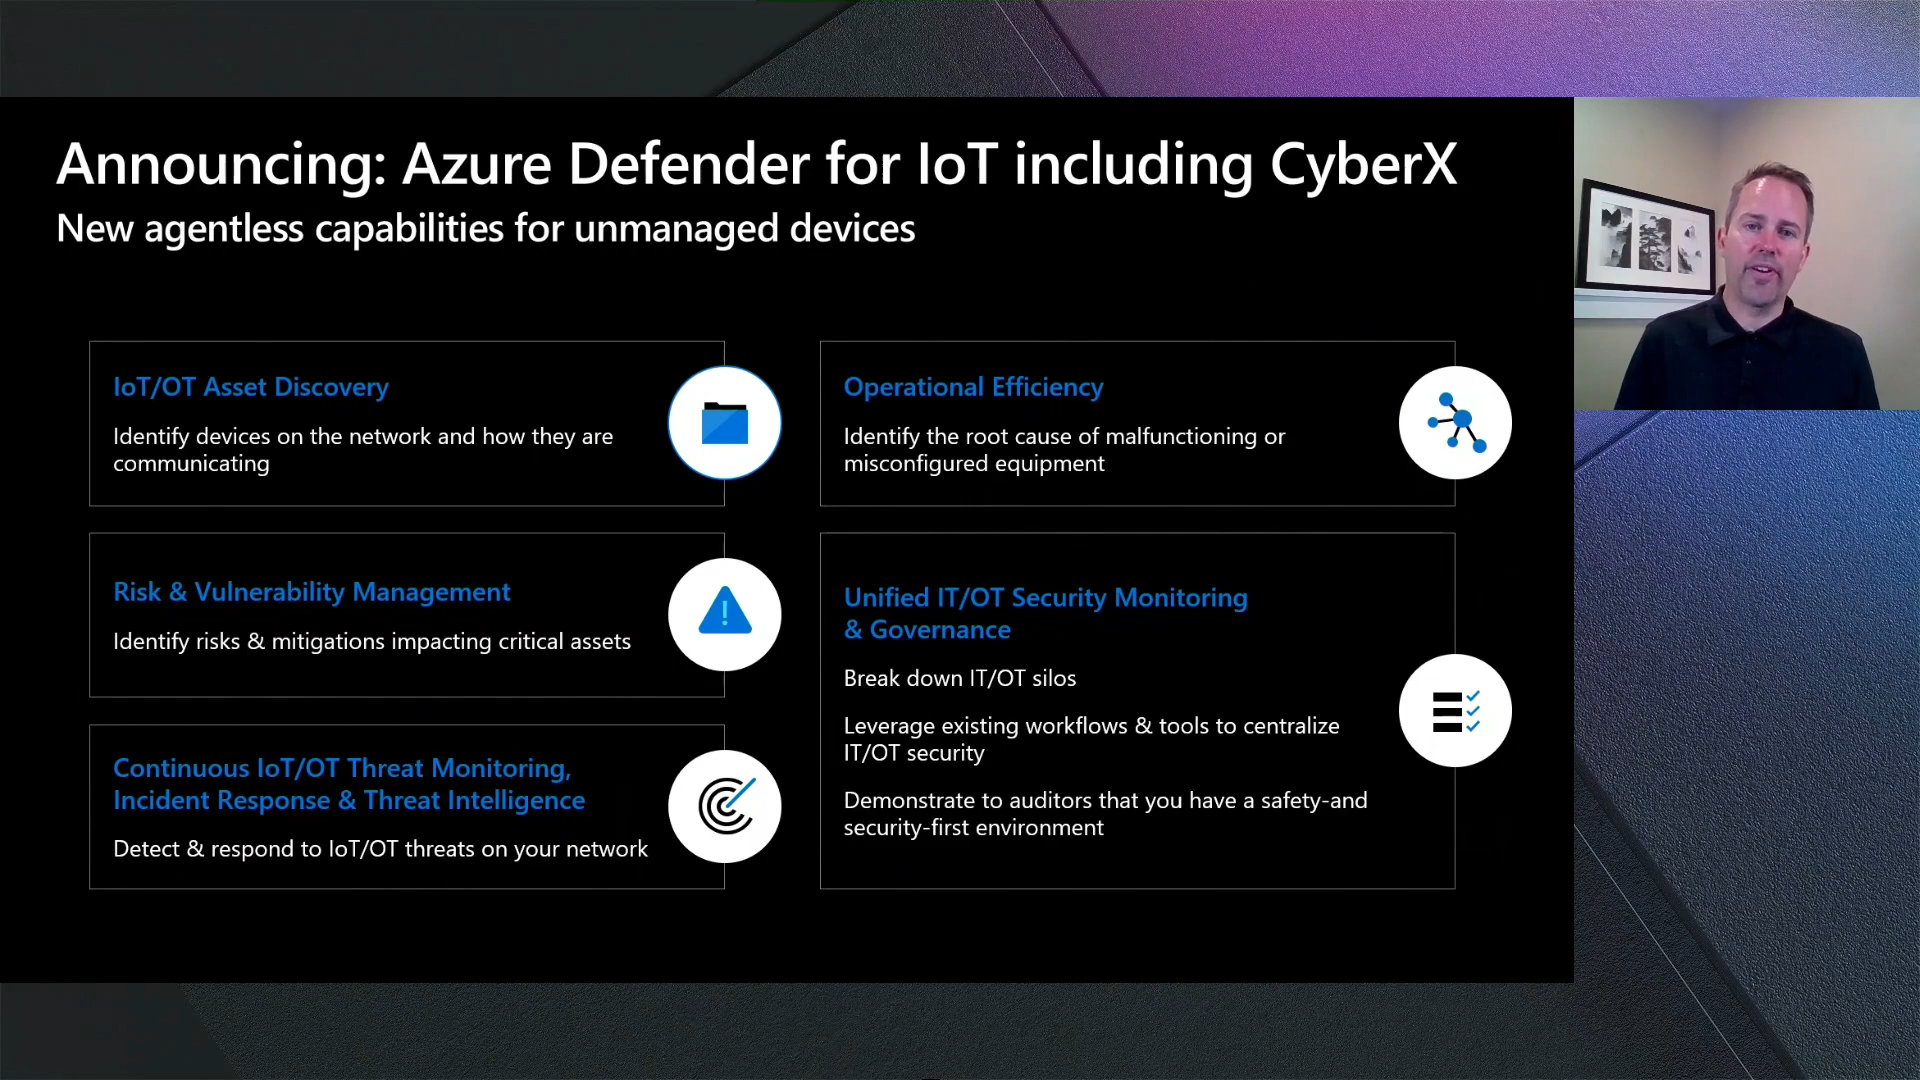 Announcing: Azure Defender for IoT including CyberX
New agentless capabilities for unmanaged devices
IoT/OT Asset Discovery
Identify devices on the network and how they are
communicating
Risk & Vulnerability Management
Identify risks & mitigations impacting critical assets
Continuous IoT/OT Threat Monitoring,
Incident Response & Threat Intelligence
Detect & respond to IoT/OT threats on your network
Operational Efficiency
Identify the root cause of malfunctioning or
misconfigured equipment
Unified IT/OT Security Monitoring
& Governance
Break down IT/OT silos
Leverage existing workflows & tools to centralize
IT/OT security
Demonstrate to auditors that you have a safety-and
security-first environment